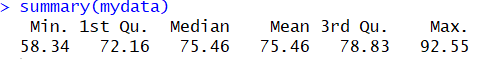 > summary(mydata)
Min. 1st Qu. Median Mean 3rd Qu. Max.
58.34 72.16 75.46 75.46 78.83 92.55